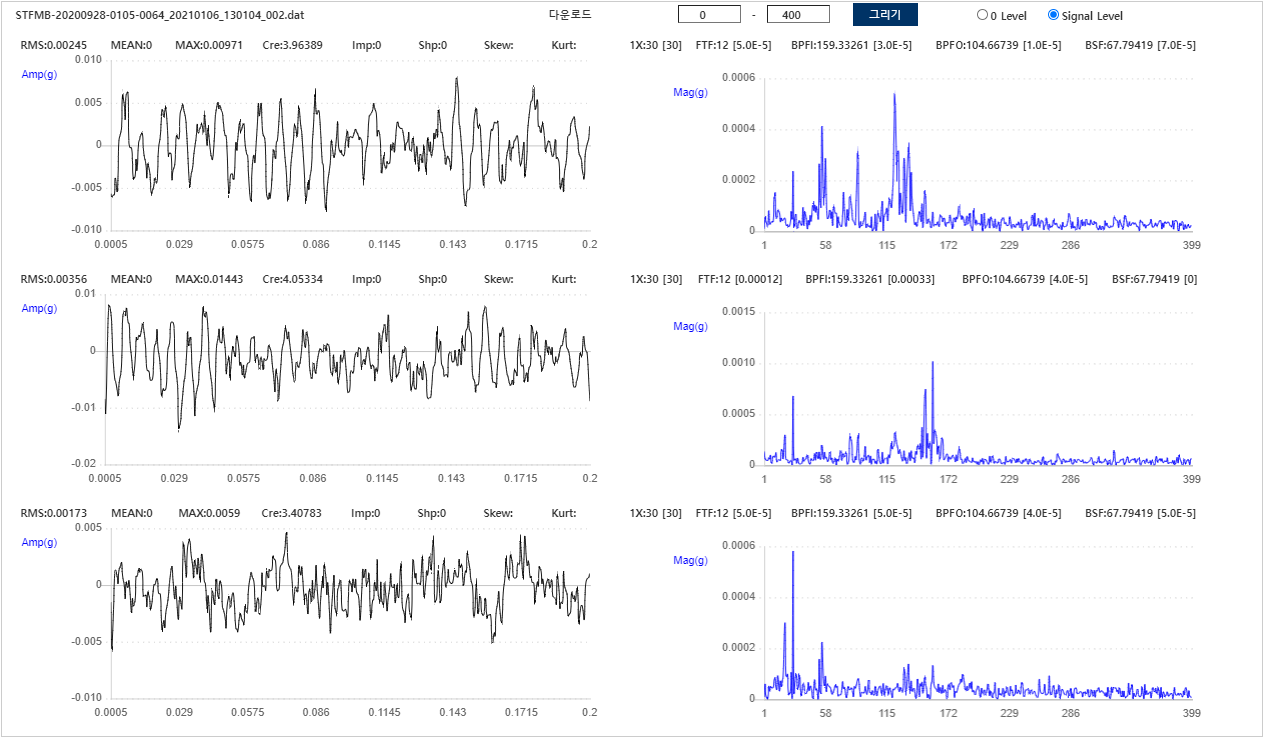 STFMB-20200928-0105-0064_20210106_130104_002.dat 다운로드 0 - 400 그리기 0 Level Signal Level
RMS:0.00245 MEAN:0 MAX:0.00971 Cre:3.96389 Imp:0 Shp:0 Skew: Kurt:
Amp(g)
0.010
0.005
0
-0.005
-0.010
0.0005 0.029 0.0575 0.086 0.1145 0.143 0.1715 0.2
1X:30 [30] FTF:12 [5.0E-5] BPFI:159.33261 [3.0E-5] BPFO:104.66739 [1.0E-5] BSF:67.79419 [7.0E-5]
Mag(g)
0.0006
0.0004
0.0002
0
1 58 115 172 229 286 399
RMS:0.00356 MEAN:0 MAX:0.01443 Cre:4.05334 Imp:0 Shp:0 Skew: Kurt:
Amp(g)
0.01
0
-0.01
-0.02
0.0005 0.029 0.0575 0.086 0.1145 0.143 0.1715 0.2
1X:30 [30] FTF:12 [0.00012] BPFI:159.33261 [0.00033] BPFO:104.66739 [4.0E-5] BSF:67.79419 [0]
Mag(g)
0.0015
0.0010
0.0005
0
1 58 115 172 229 286 399
RMS:0.00173 MEAN:0 MAX:0.0059 Cre:3.40783 Imp:0 Shp:0 Skew: Kurt:
Amp(g)
0.005
0
-0.005
-0.010
0.0005 0.029 0.0575 0.086 0.1145 0.143 0.1715 0.2
1X:30 [30] FTF:12 [5.0E-5] BPFI:159.33261 [5.0E-5] BPFO:104.66739 [4.0E-5] BSF:67.79419 [5.0E-5]
Mag(g)
0.0006
0.0004
0.0002
0
1 58 115 172 229 286 399